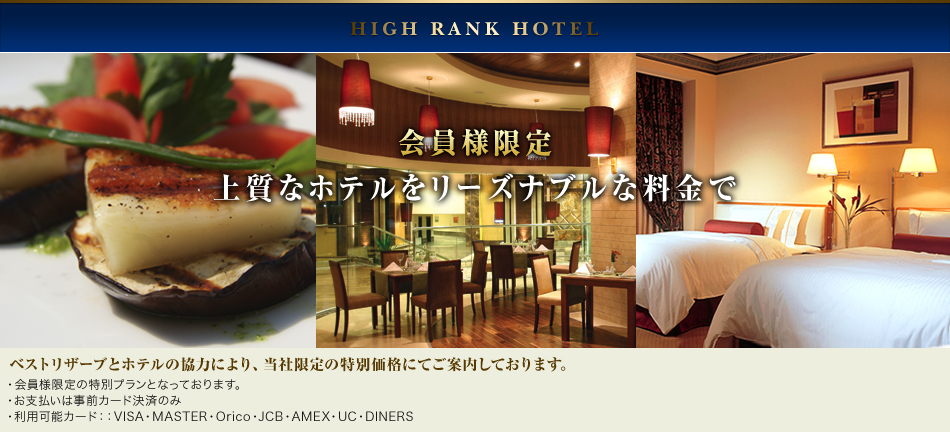 HIGH RANK HOTEL
会員様限定
上質なホテルをリーズナブルな料金で
ベストリザーブとホテルの協力により、当社限定の特別価格にてご案内しております。
・会員様限定の特別プランとなっております。
・お支払いは事前カード決済のみ
・利用可能カード：：VISA・MASTER・Orico・JCB・AMEX・UC・DINERS